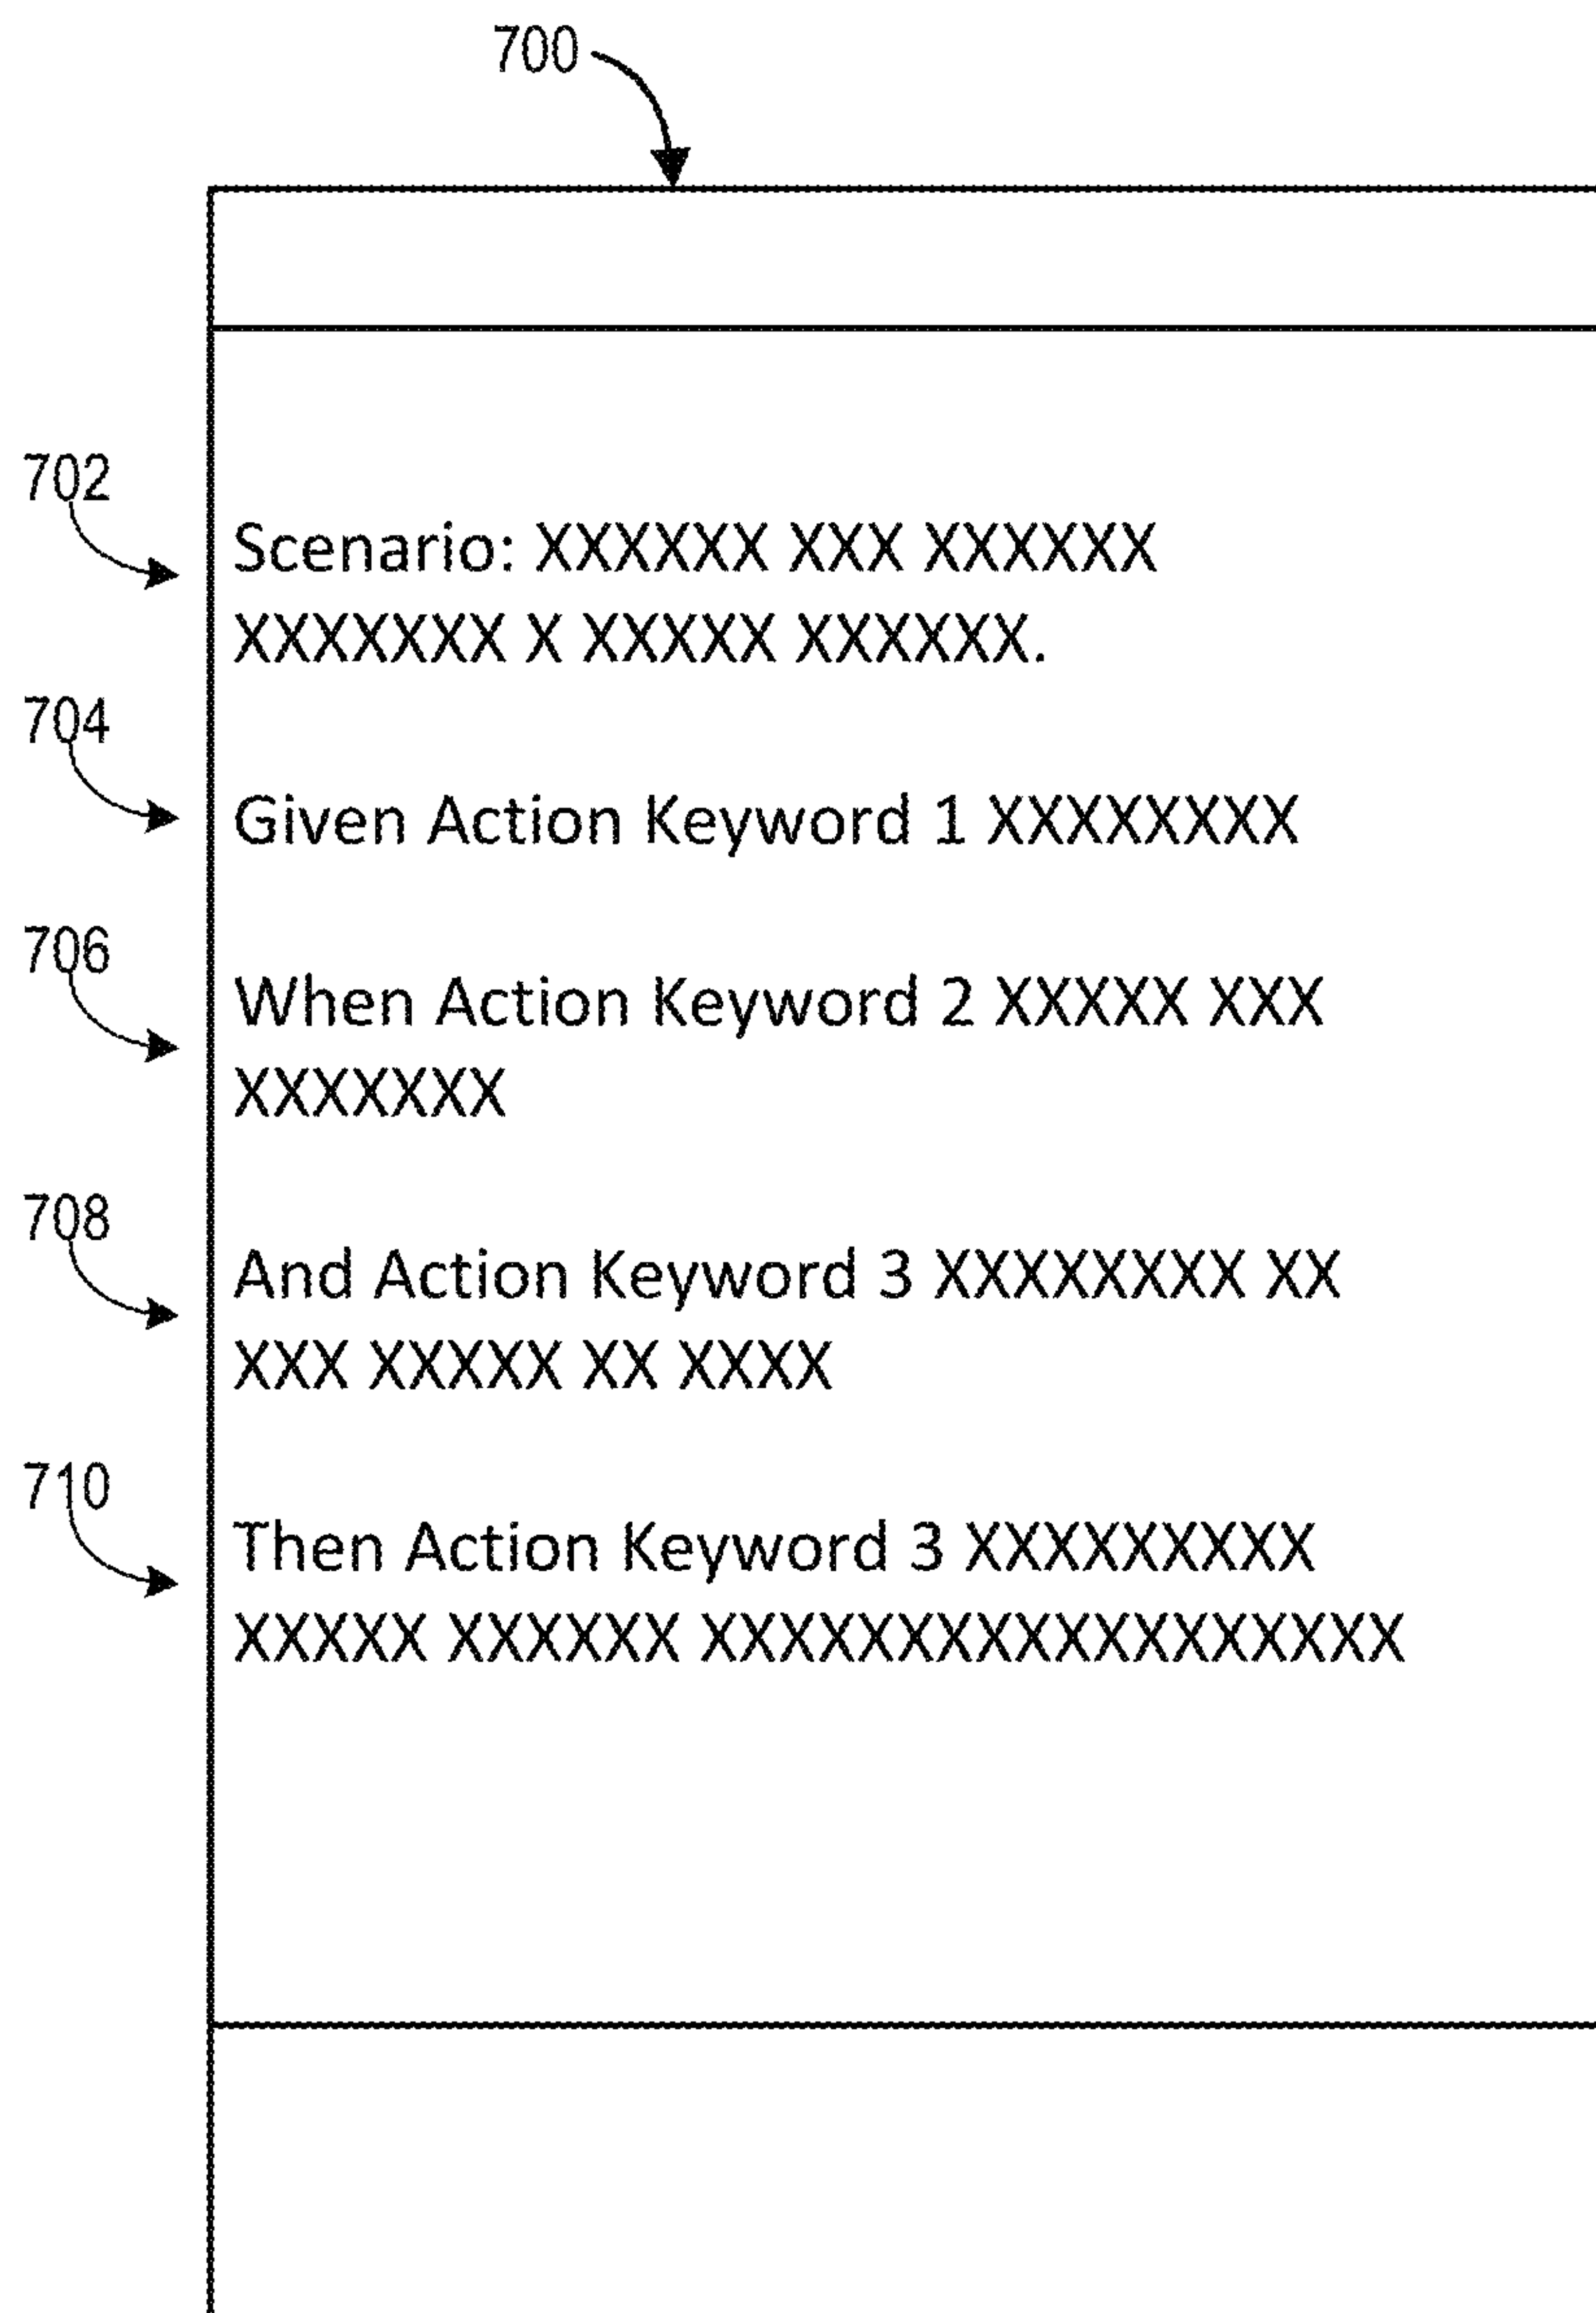 700
702
Scenario: XXXXXX XXX XXXXXX
XXXXXXX X XXXXX XXXXXX.
704
Given Action Keyword 1 XXXXXXXX
706
When Action Keyword 2 XXXXX XXX
XXXXXXX
708
And Action Keyword 3 XXXXXXXX XX
XXX XXXXX XX XXXX
710
Then Action Keyword 3 XXXXXXXXX
XXXXX XXXXXX XXXXXXXXXXXXXXXXXX